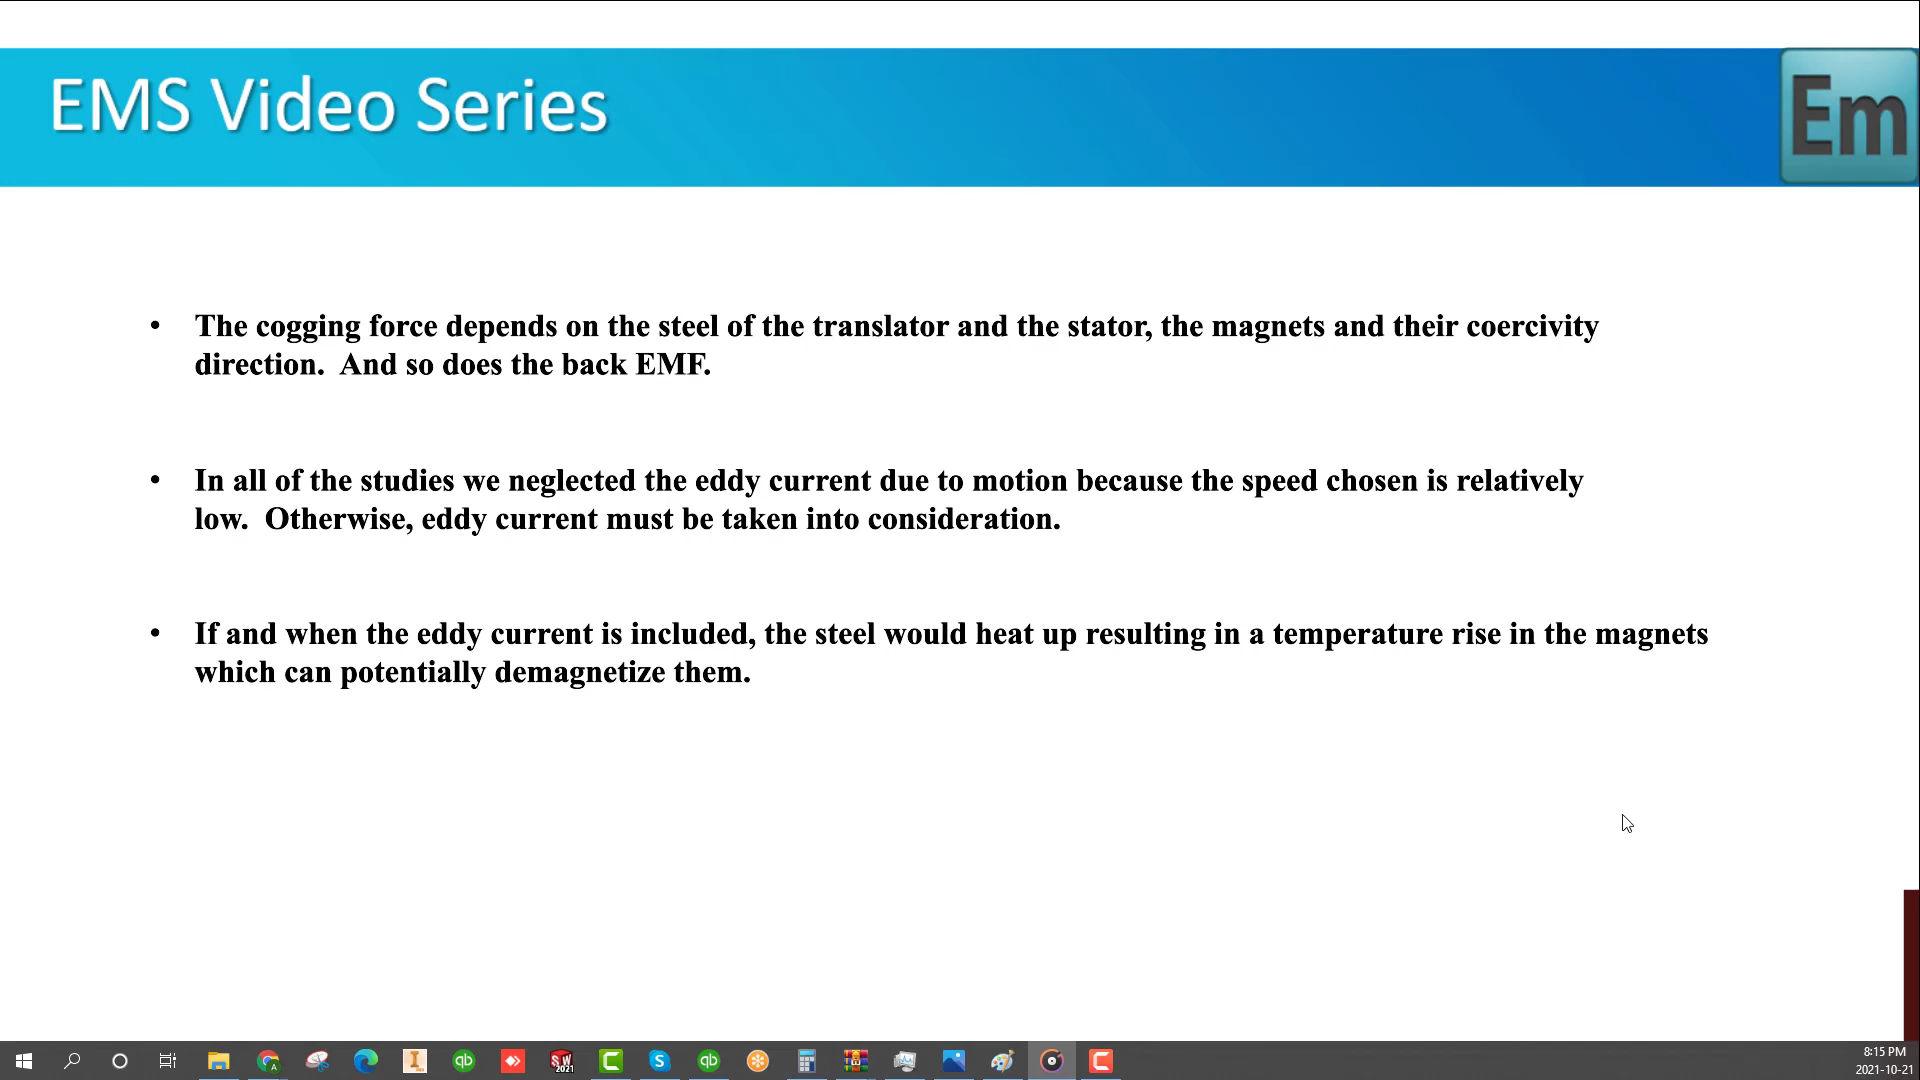 EMS Video Series
Em
• The cogging force depends on the steel of the translator and the stator, the magnets and their coercivity
direction.  And so does the back EMF.
• In all of the studies we neglected the eddy current due to motion because the speed chosen is relatively
low.  Otherwise, eddy current must be taken into consideration.
• If and when the eddy current is included, the steel would heat up resulting in a temperature rise in the magnets
which can potentially demagnetize them.
A
I
qb
SW
2021
C
S
qb
C
8:15 PM
2021-10-21